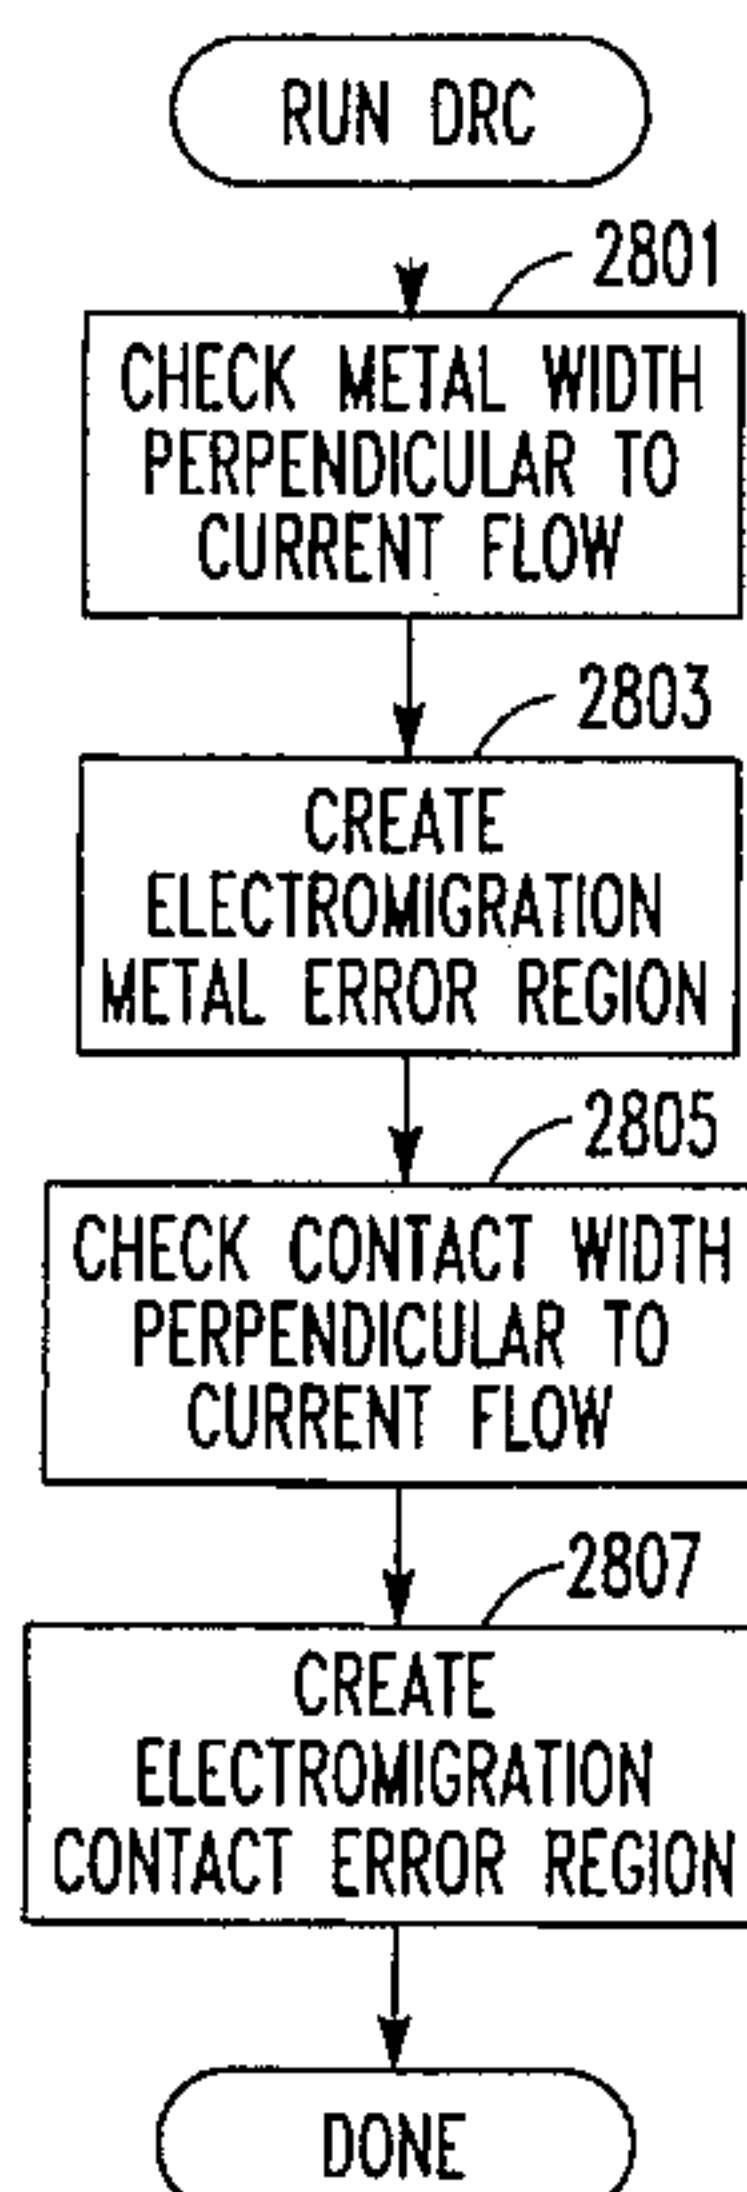 RUN DRC
2801
CHECK METAL WIDTH
PERPENDICULAR TO
CURRENT FLOW
2803
CREATE
ELECTROMIGRATION
METAL ERROR REGION
2805
CHECK CONTACT WIDTH
PERPENDICULAR TO
CURRENT FLOW
2807
CREATE
ELECTROMIGRATION
CONTACT ERROR REGION
DONE